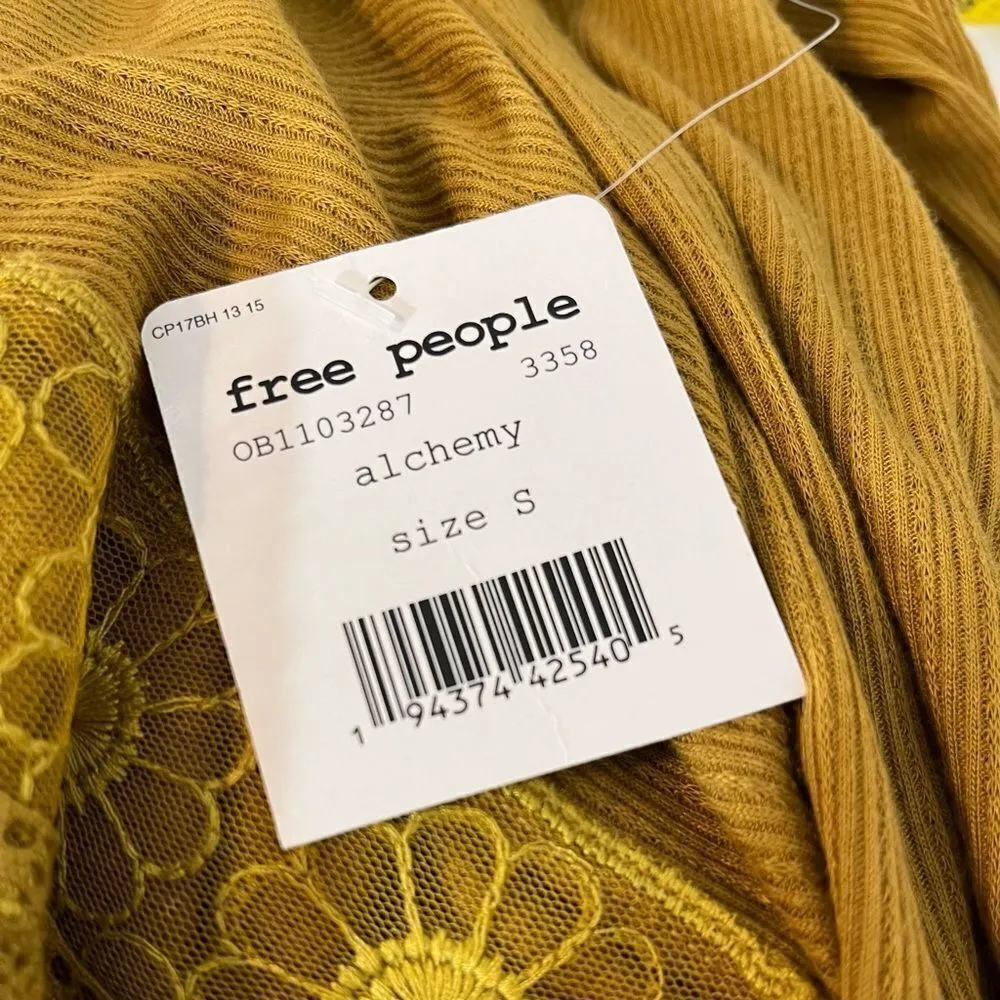 CP17BH 13 15
free people
OB1103287 3358
alchemy
size S
1 94374 42540 5